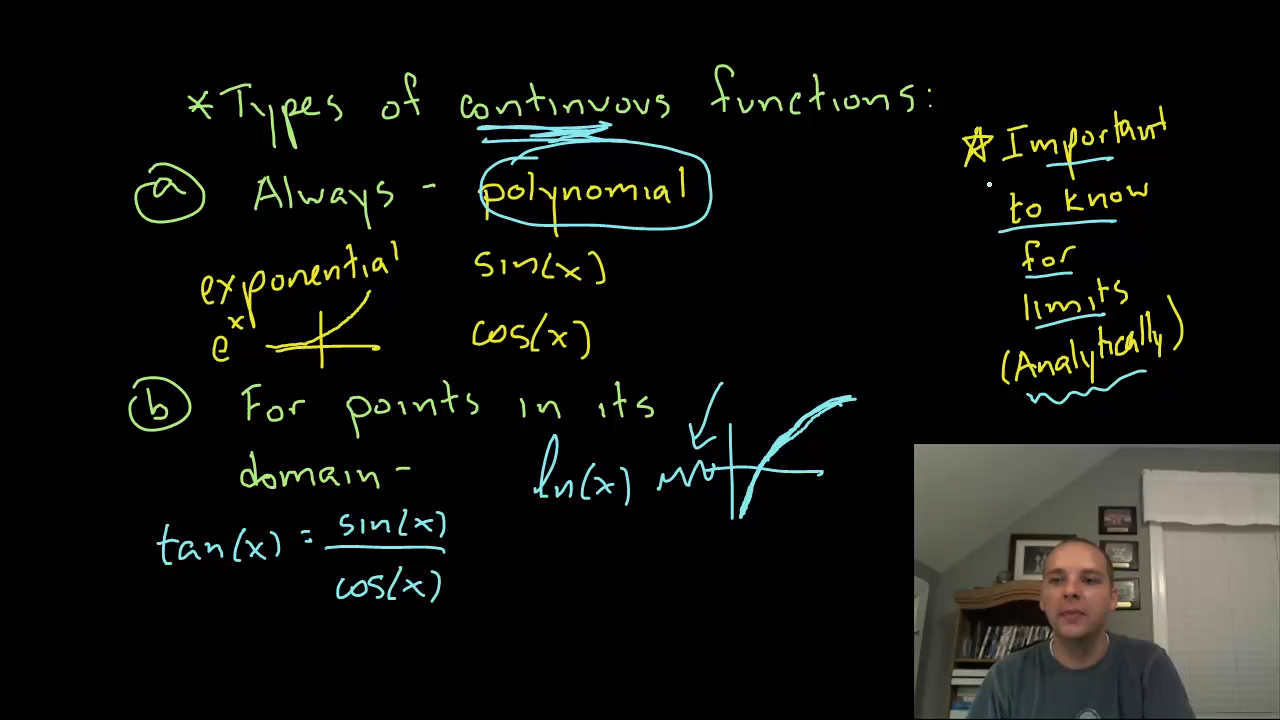 *Types of continuous functions:
(a) Always - polynomial
exponential sin(x)
e^x cos(x)
(b) For points in its
domain -
ln(x)
tan(x) = sin(x)
cos(x)
☆ Important
to know
for
limits
(Analytically)